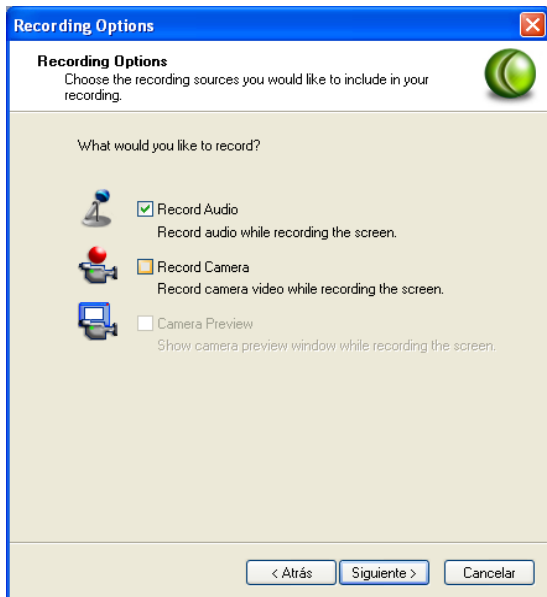 Recording Options
Recording Options
Choose the recording sources you would like to include in your
recording.
What would you like to record?
Record Audio
Record audio while recording the screen.
Record Camera
Record camera video while recording the screen.
Camera Preview
Show camera preview window while recording the screen.
< Atrás
Siguiente >
Cancelar